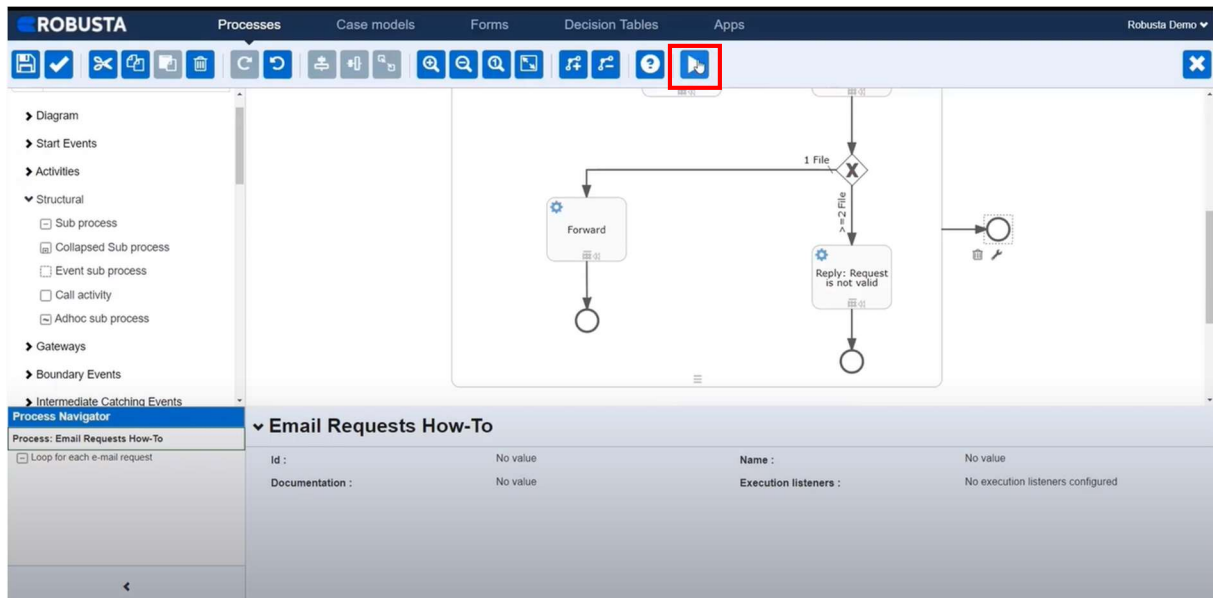 ROBUSTA Processes Case models Forms Decision Tables Apps Robusta Demo
Diagram
Start Events
Activities
Structural
Sub process
Collapsed Sub process
Event sub process
Call activity
Adhoc sub process
Gateways
Boundary Events
Intermediate Catching Events
1 File
X
>=2 File
Forward
Reply: Request
is not valid
Process Navigator
Process: Email Requests How-To
Loop for each e-mail request
Email Requests How-To
Id : No value Name : No value
Documentation : No value Execution listeners : No execution listeners configured